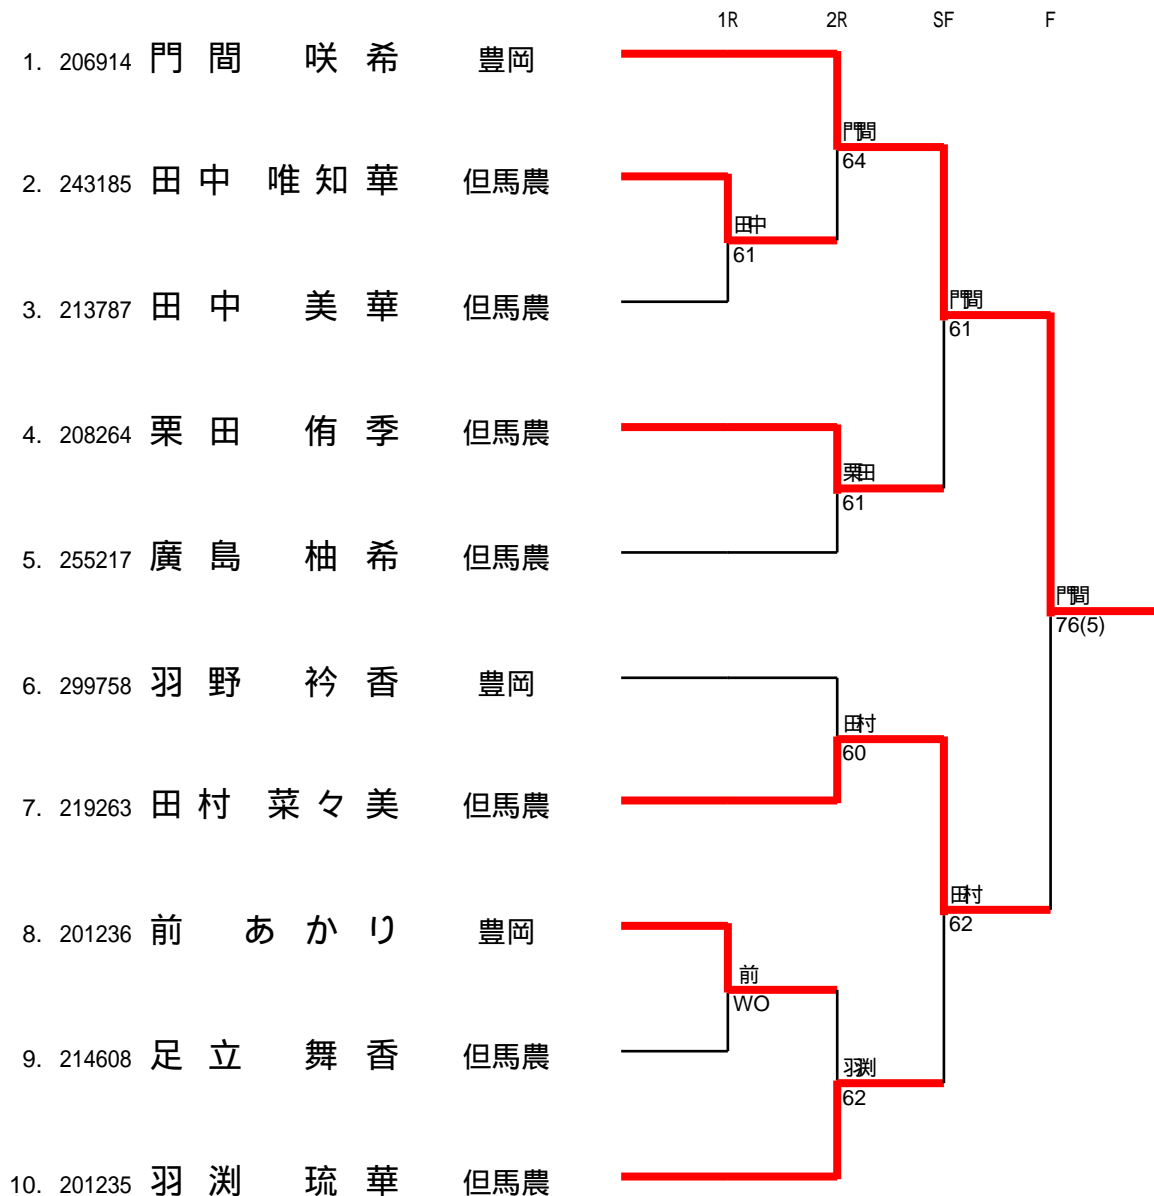 1R 2R SF F
1. 206914 門間 咲希 豊岡
門間
64
2. 243185 田中 唯知華 但馬農
田中
61
3. 213787 田中 美華 但馬農
門間
61
4. 208264 栗田 侑季 但馬農
栗田
61
5. 255217 廣島 柚希 但馬農
門間
76(5)
6. 299758 羽野 衿香 豊岡
田村
60
7. 219263 田村 菜々美 但馬農
田村
62
8. 201236 前 あかり 豊岡
前
WO
9. 214608 足立 舞香 但馬農
羽渕
62
10. 201235 羽渕 琉華 但馬農